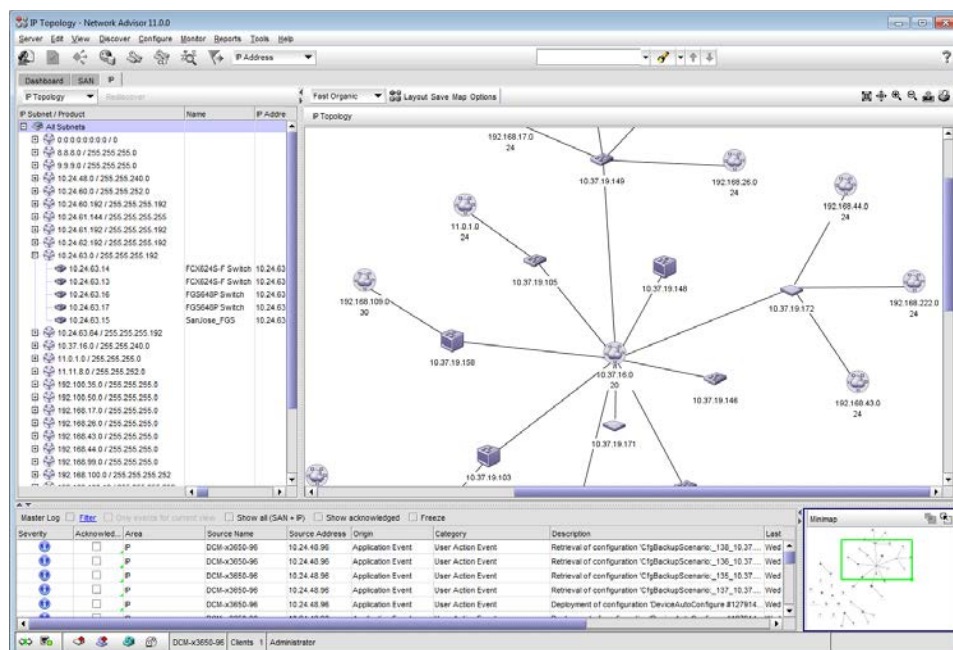 IP Topology - Network Advisor 11.0.0
Server Edit View Discover Configure Monitor Reports Tools Help
IP Address
?
Dashboard SAN IP
IP Topology Rediscover
Fast Organic Layout Save Map Options
IP Subnet / Product Name IP Addre
IP Topology
All Subnets
0.0.0.0 / 0.0.0.0 / 0
8.8.8.0 / 255.255.255.0
9.9.9.0 / 255.255.255.0
10.24.48.0 / 255.255.240.0
10.24.60.0 / 255.255.252.0
10.24.60.192 / 255.255.255.192
10.24.61.144 / 255.255.255.255
10.24.61.192 / 255.255.255.192
10.24.62.192 / 255.255.255.192
10.24.63.0 / 255.255.255.192
10.24.63.14 FCX624S-F Switch 10.24.63
10.24.63.13 FCX624S-F Switch 10.24.63
10.24.63.16 FGS648P Switch 10.24.63
10.24.63.17 FGS648P Switch 10.24.63
10.24.63.15 SanJose_FGS 10.24.63
10.24.63.64 / 255.255.255.192
10.37.16.0 / 255.255.240.0
11.0.1.0 / 255.255.255.0
11.11.8.0 / 255.255.252.0
192.100.35.0 / 255.255.255.0
192.100.50.0 / 255.255.255.0
192.168.17.0 / 255.255.255.0
192.168.26.0 / 255.255.255.0
192.168.43.0 / 255.255.255.0
192.168.44.0 / 255.255.255.0
192.168.99.0 / 255.255.255.0
192.168.100.0 / 255.255.255.252
192.168.17.0
24
10.37.19.149
192.168.26.0
24
192.168.44.0
24
11.0.1.0
24
10.37.19.105
10.37.19.148
192.168.109.0
30
10.37.19.172
192.168.222.0
24
10.37.19.158
10.37.16.0
20
10.37.19.146
192.168.43.0
24
10.37.19.171
10.37.19.103
Master Log Filter Only events for current view Show all (SAN + IP) Show acknowledged Freeze
Minimap
Severity Acknowled... Area Source Name Source Address Origin Category Description Last
IP DCM-x3650-96 10.24.48.96 Application Event User Action Event Retrieval of configuration 'CfgBackupScenario:_138_10.37.... Wed
IP DCM-x3650-96 10.24.48.96 Application Event User Action Event Retrieval of configuration 'CfgBackupScenario:_136_10.37.... Wed
IP DCM-x3650-96 10.24.48.96 Application Event User Action Event Retrieval of configuration 'CfgBackupScenario:_135_10.37.... Wed
IP DCM-x3650-96 10.24.48.96 Application Event User Action Event Retrieval of configuration 'CfgBackupScenario:_137_10.37.... Wed
IP DCM-x3650-96 10.24.48.96 Application Event User Action Event Deployment of configuration 'DeviceAutoConfigure #127914... Wed
DCM-x3650-96 Clients 1 Administrator